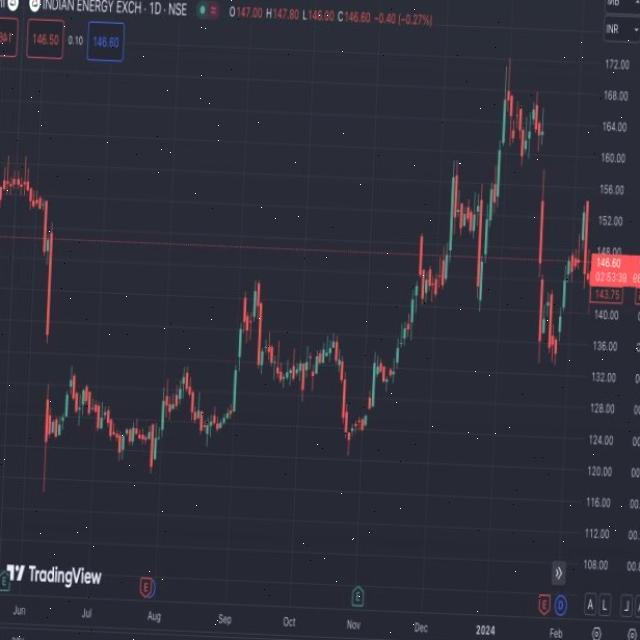 INDIAN ENERGY EXCH · 1D · NSE
O147.00 H147.80 L146.00 C146.60 −0.40 (−0.27%)
INR
146.50 0.10 146.60
172.00
168.00
164.00
160.00
156.00
152.00
148.00
146.60
02:53:39
143.75
140.00
136.00
132.00
128.00
124.00
120.00
116.00
112.00
108.00
TradingView
E E E E D A L
Jun Jul Aug Sep Oct Nov Dec 2024 Feb